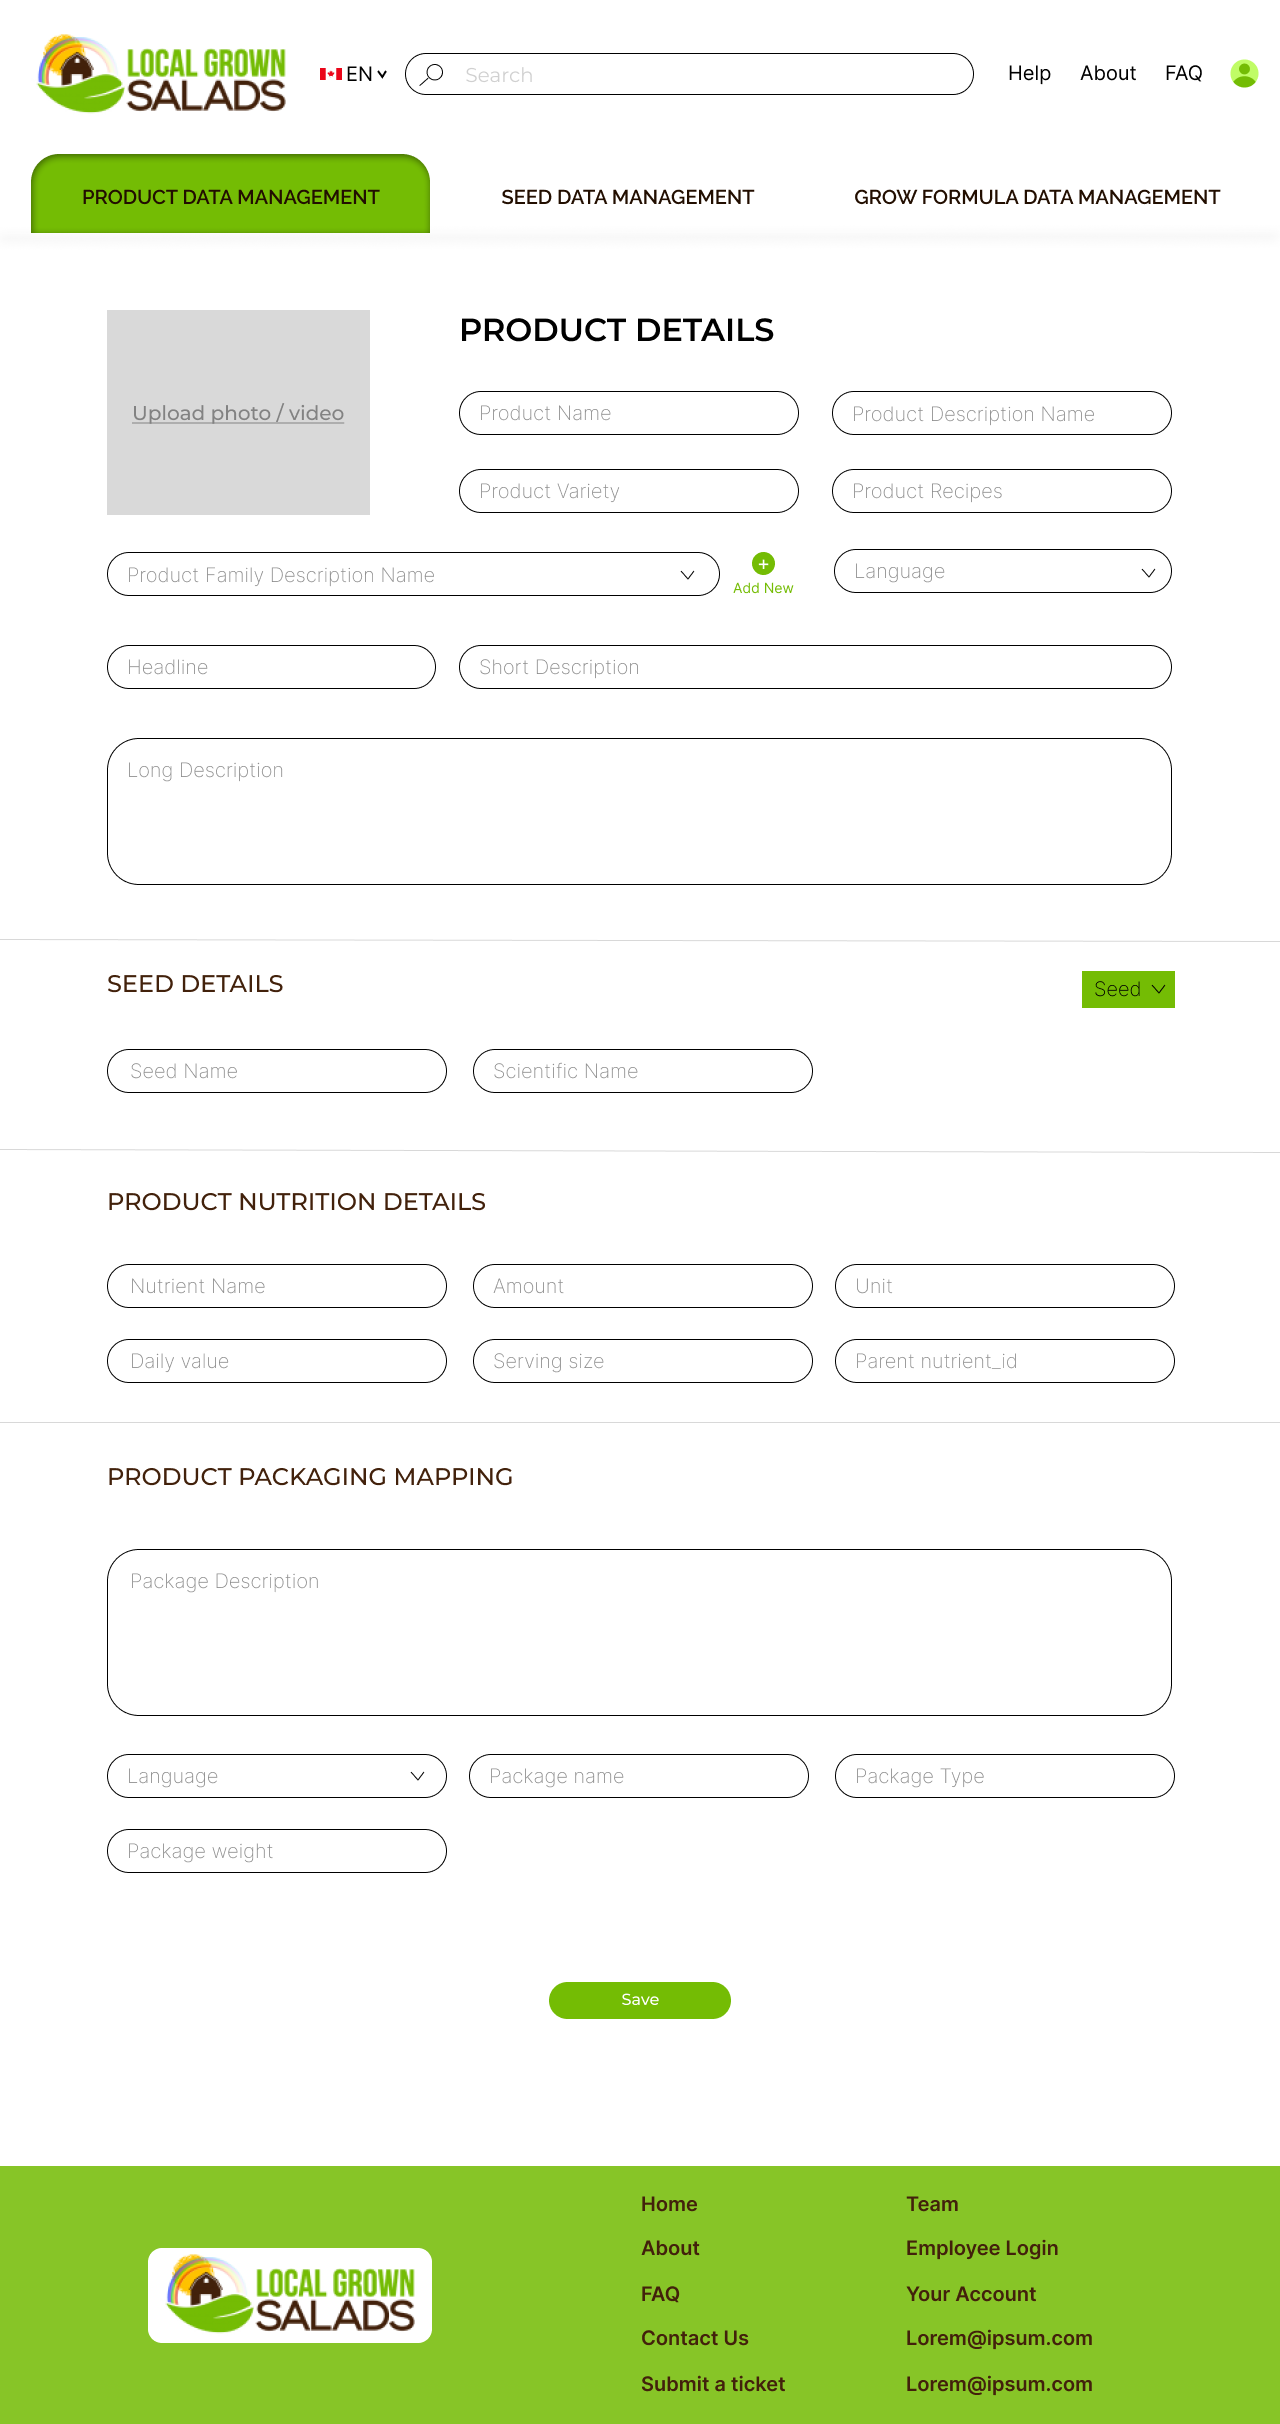 LOCAL GROWN
SALADS
EN
Search
Help
About
FAQ
PRODUCT DATA MANAGEMENT
SEED DATA MANAGEMENT
GROW FORMULA DATA MANAGEMENT
Upload photo / video
PRODUCT DETAILS
Product Name
Product Description Name
Product Variety
Product Recipes
Product Family Description Name
Add New
Language
Headline
Short Description
Long Description
SEED DETAILS
Seed
Seed Name
Scientific Name
PRODUCT NUTRITION DETAILS
Nutrient Name
Amount
Unit
Daily value
Serving size
Parent nutrient_id
PRODUCT PACKAGING MAPPING
Package Description
Language
Package name
Package Type
Package weight
Save
LOCAL GROWN
SALADS
Home
About
FAQ
Contact Us
Submit a ticket
Team
Employee Login
Your Account
Lorem@ipsum.com
Lorem@ipsum.com